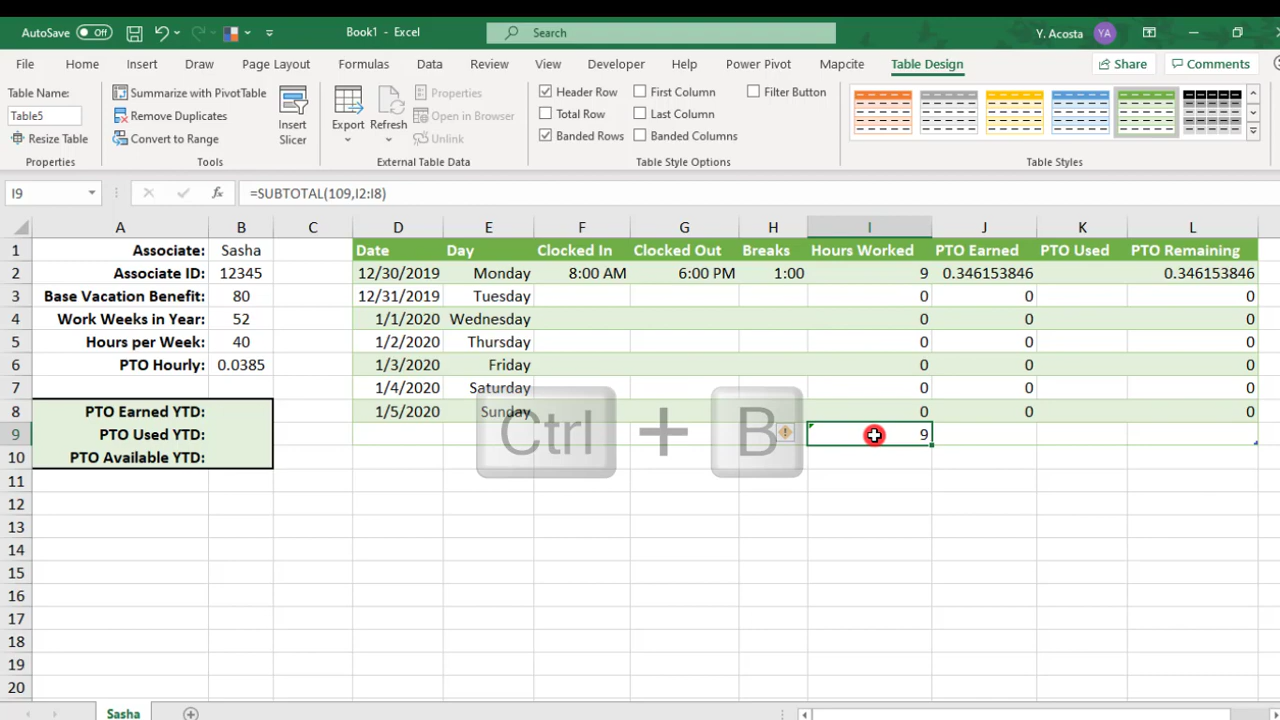 AutoSave Off Book1 - Excel Search Y. Acosta YA
File Home Insert Draw Page Layout Formulas Data Review View Developer Help Power Pivot Mapcite Table Design Share Comments
Table Name:
Table5
Resize Table
Properties
Summarize with PivotTable
Remove Duplicates
Convert to Range
Tools
Insert
Slicer
Export
Refresh
Properties
Open in Browser
Unlink
External Table Data
Header Row First Column Filter Button
Total Row Last Column
Banded Rows Banded Columns
Table Style Options
Table Styles
I9 fx =SUBTOTAL(109,I2:I8)
A B C D E F G H I J K L
1 Associate: Sasha Date Day Clocked In Clocked Out Breaks Hours Worked PTO Earned PTO Used PTO Remaining
2 Associate ID: 12345 12/30/2019 Monday 8:00 AM 6:00 PM 1:00 9 0.346153846 0.346153846
3 Base Vacation Benefit: 80 12/31/2019 Tuesday 0 0 0
4 Work Weeks in Year: 52 1/1/2020 Wednesday 0 0 0
5 Hours per Week: 40 1/2/2020 Thursday 0 0 0
6 PTO Hourly: 0.0385 1/3/2020 Friday 0 0 0
7 1/4/2020 Saturday 0 0 0
8 PTO Earned YTD: 1/5/2020 Sunday 0 0 0
9 PTO Used YTD: 9
10 PTO Available YTD:
Ctrl + B
11
12
13
14
15
16
17
18
19
20
Sasha